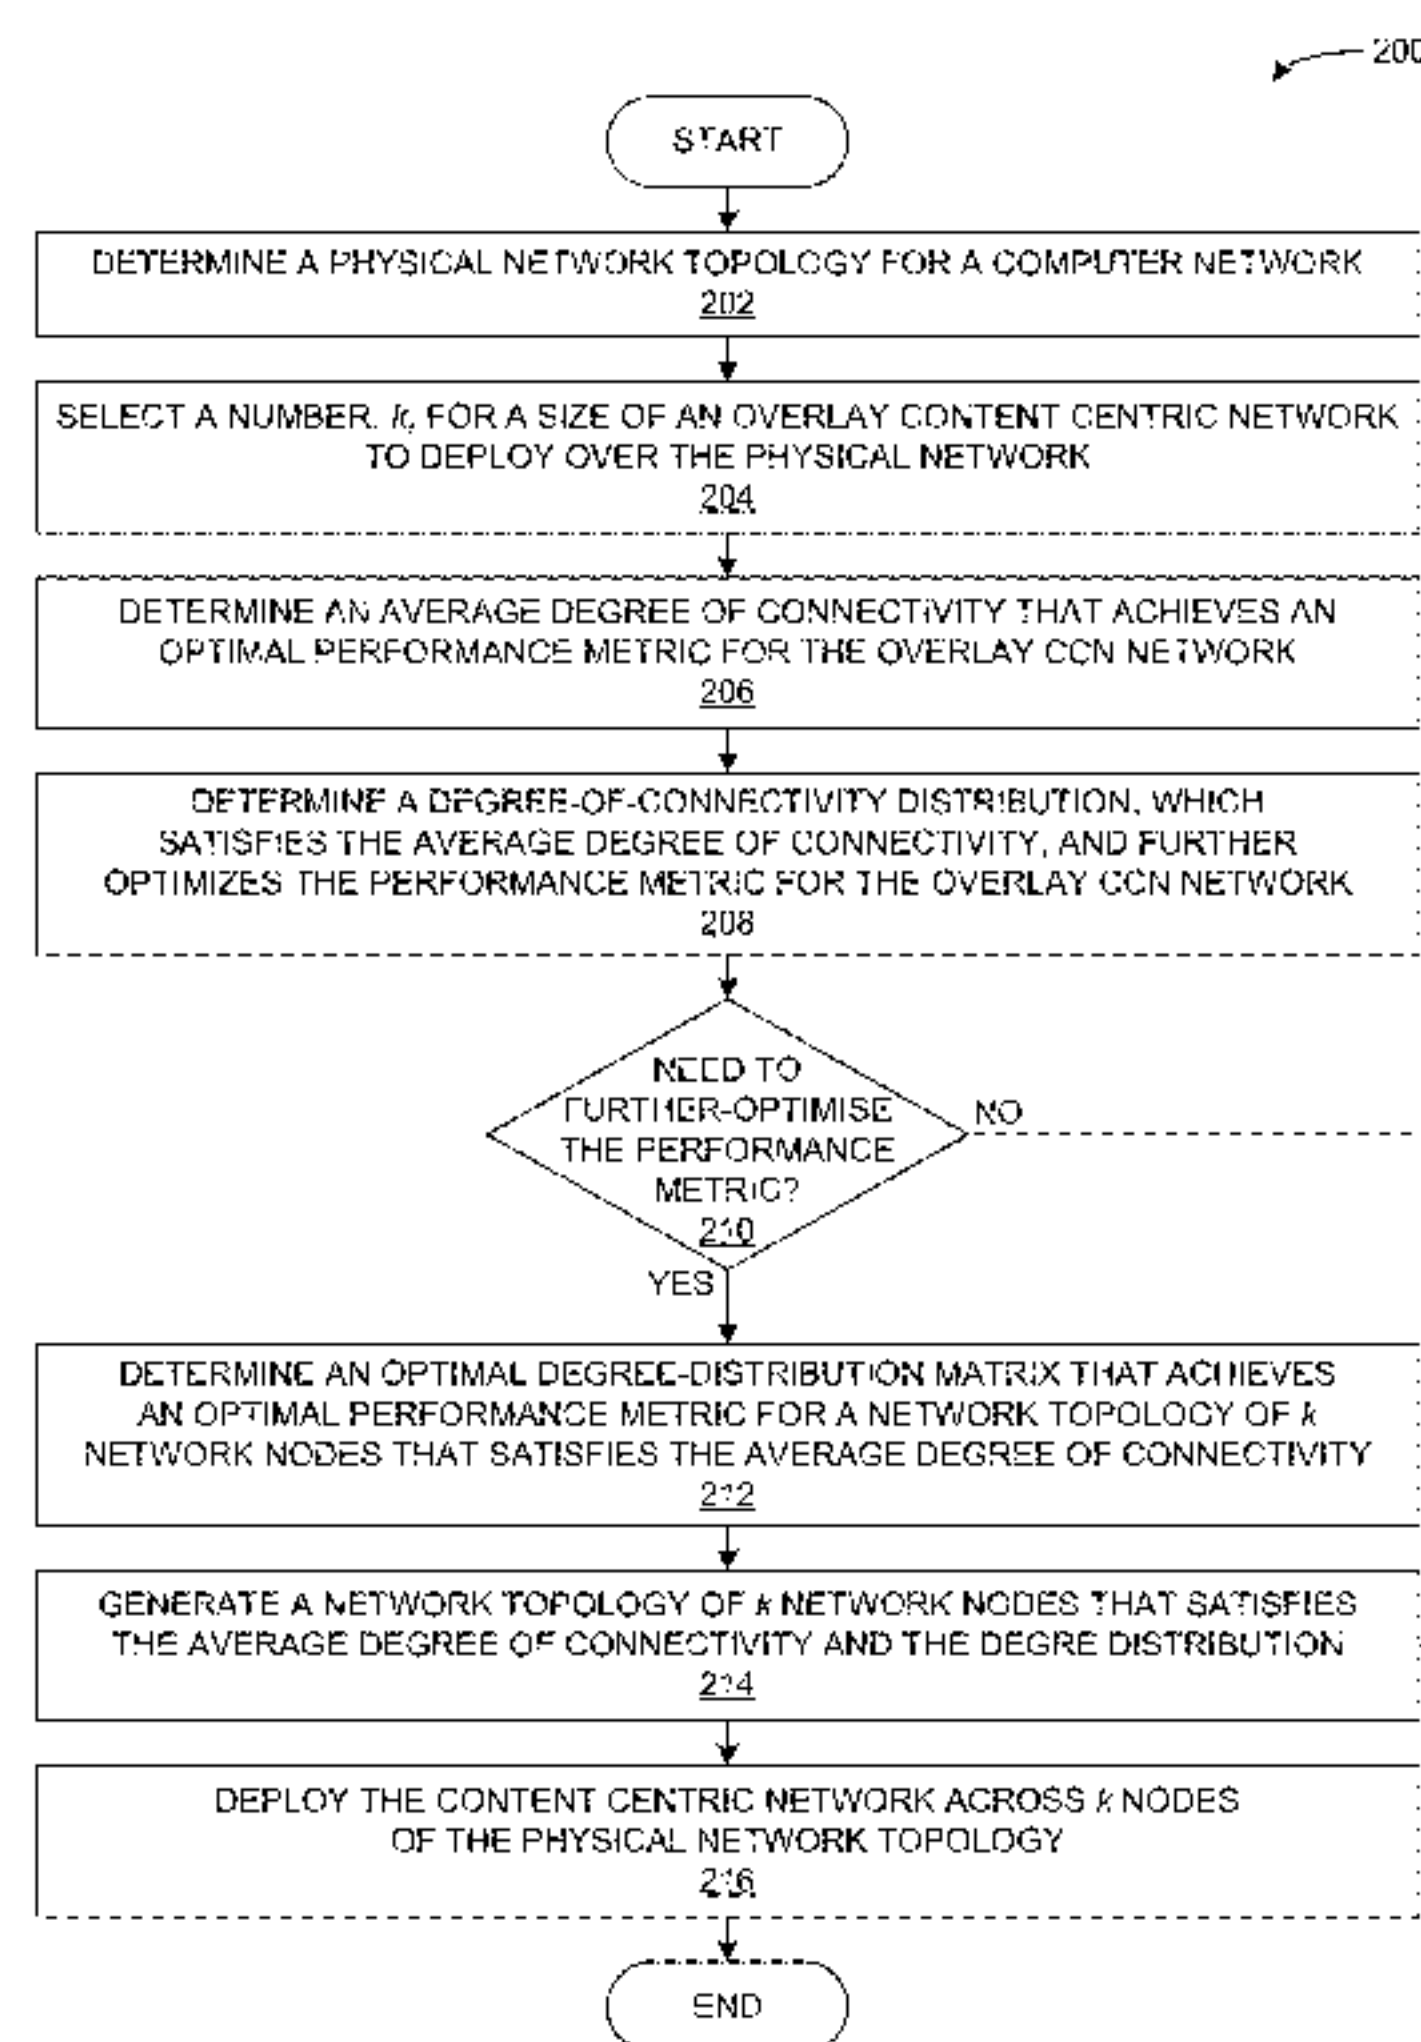 200
START
DETERMINE A PHYSICAL NETWORK TOPOLOGY FOR A COMPUTER NETWORK
202
SELECT A NUMBER, k, FOR A SIZE OF AN OVERLAY CONTENT CENTRIC NETWORK
TO DEPLOY OVER THE PHYSICAL NETWORK
204
DETERMINE AN AVERAGE DEGREE OF CONNECTIVITY THAT ACHIEVES AN
OPTIMAL PERFORMANCE METRIC FOR THE OVERLAY CCN NETWORK
206
DETERMINE A DEGREE-OF-CONNECTIVITY DISTRIBUTION, WHICH
SATISFIES THE AVERAGE DEGREE OF CONNECTIVITY, AND FURTHER
OPTIMIZES THE PERFORMANCE METRIC FOR THE OVERLAY CCN NETWORK
208
NEED TO
FURTHER-OPTIMISE
THE PERFORMANCE
METRIC?
210
NO
YES
DETERMINE AN OPTIMAL DEGREE-DISTRIBUTION MATRIX THAT ACHIEVES
AN OPTIMAL PERFORMANCE METRIC FOR A NETWORK TOPOLOGY OF k
NETWORK NODES THAT SATISFIES THE AVERAGE DEGREE OF CONNECTIVITY
212
GENERATE A NETWORK TOPOLOGY OF k NETWORK NODES THAT SATISFIES
THE AVERAGE DEGREE OF CONNECTIVITY AND THE DEGRE DISTRIBUTION
214
DEPLOY THE CONTENT CENTRIC NETWORK ACROSS k NODES
OF THE PHYSICAL NETWORK TOPOLOGY
216
END